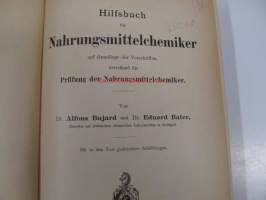 Hilfsbuch
für
Nahrungsmittelchemiker
auf Grundlage der Vorschriften,
betreffend die
Prüfung der Nahrungsmittelchemiker.
Von
Dr. Alfons Bujard und Dr. Eduard Baier,
Mit in den Text gedruckten Abbildungen.